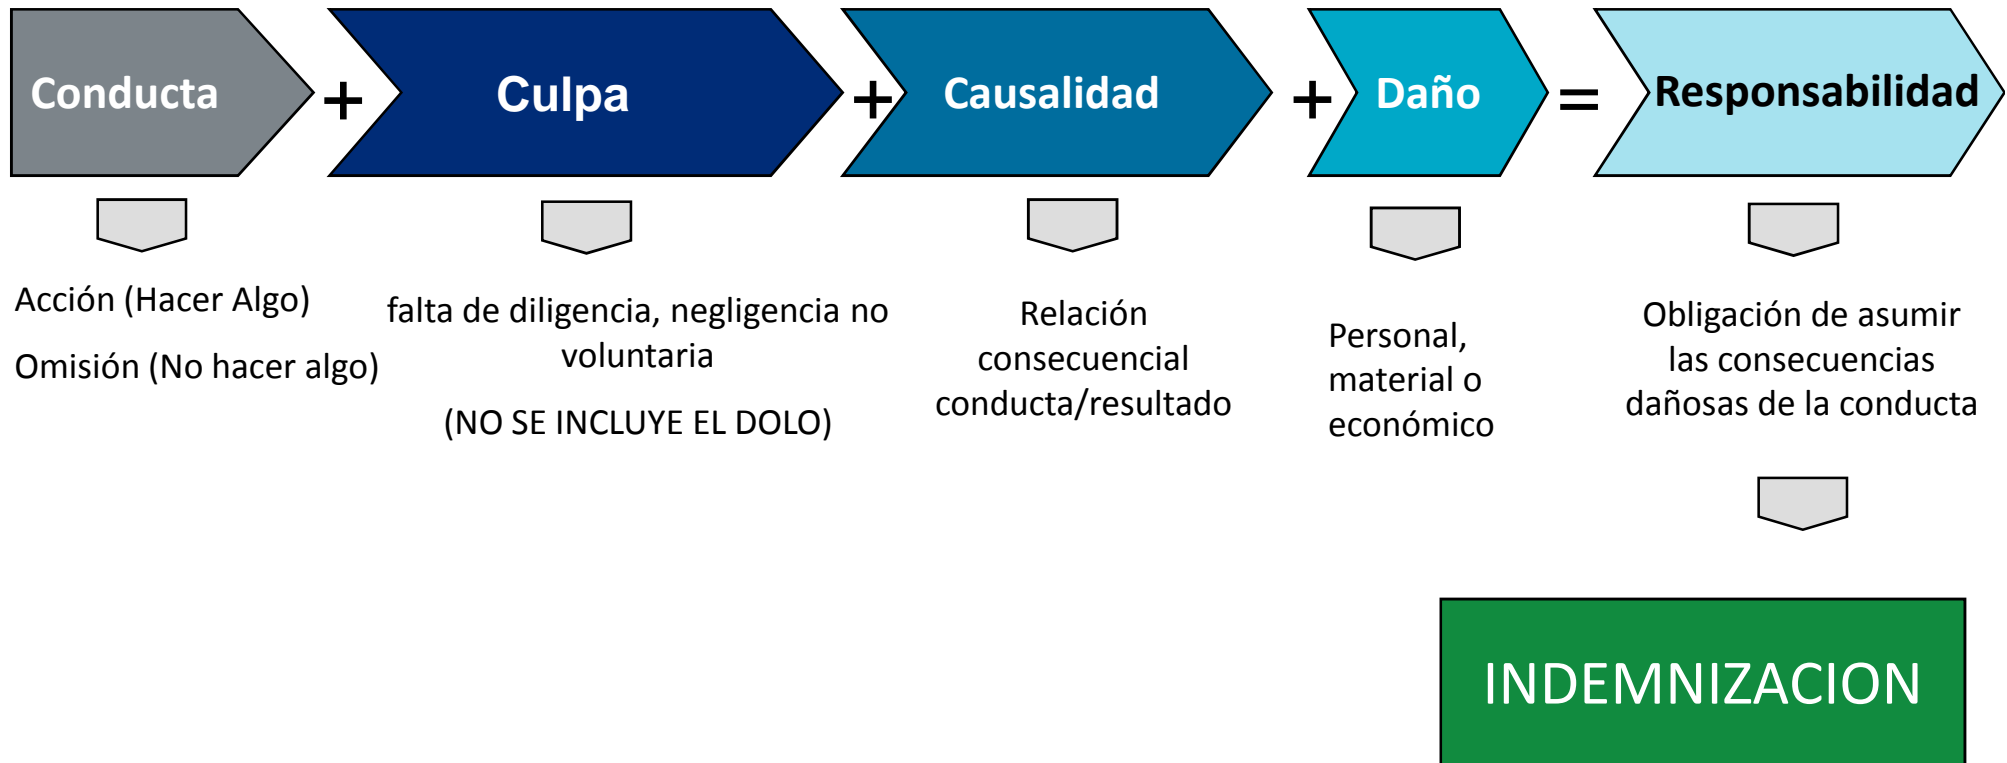 Conducta + Culpa + Causalidad + Daño = Responsabilidad
Acción (Hacer Algo)
Omisión (No hacer algo)
falta de diligencia, negligencia no
voluntaria
(NO SE INCLUYE EL DOLO)
Relación
consecuencial
conducta/resultado
Personal,
material o
económico
Obligación de asumir
las consecuencias
dañosas de la conducta
INDEMNIZACION